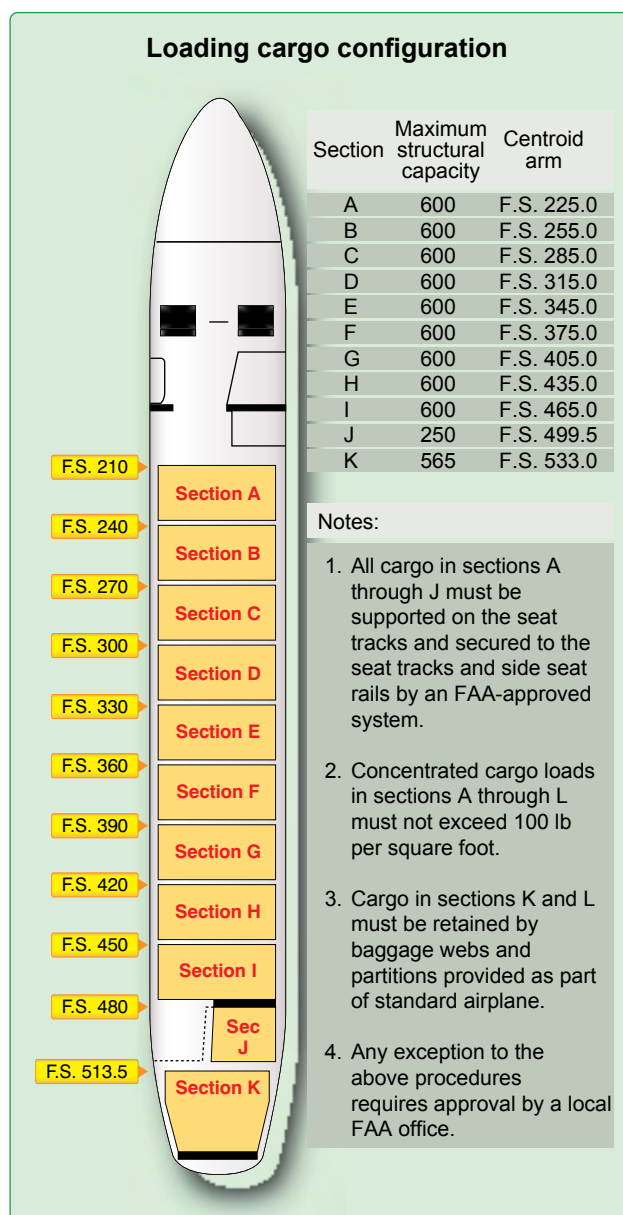 Loading cargo configuration
Section Maximum structural capacity Centroid arm
A 600 F.S. 225.0
B 600 F.S. 255.0
C 600 F.S. 285.0
D 600 F.S. 315.0
E 600 F.S. 345.0
F 600 F.S. 375.0
G 600 F.S. 405.0
H 600 F.S. 435.0
I 600 F.S. 465.0
J 250 F.S. 499.5
K 565 F.S. 533.0
F.S. 210
Section A
F.S. 240
Section B
F.S. 270
Section C
F.S. 300
Section D
F.S. 330
Section E
F.S. 360
Section F
F.S. 390
Section G
F.S. 420
Section H
F.S. 450
Section I
F.S. 480
Sec
J
F.S. 513.5
Section K
Notes:
1. All cargo in sections A
through J must be
supported on the seat
tracks and secured to the
seat tracks and side seat
rails by an FAA-approved
system.
2. Concentrated cargo loads
in sections A through L
must not exceed 100 lb
per square foot.
3. Cargo in sections K and L
must be retained by
baggage webs and
partitions provided as part
of standard airplane.
4. Any exception to the
above procedures
requires approval by a local
FAA office.